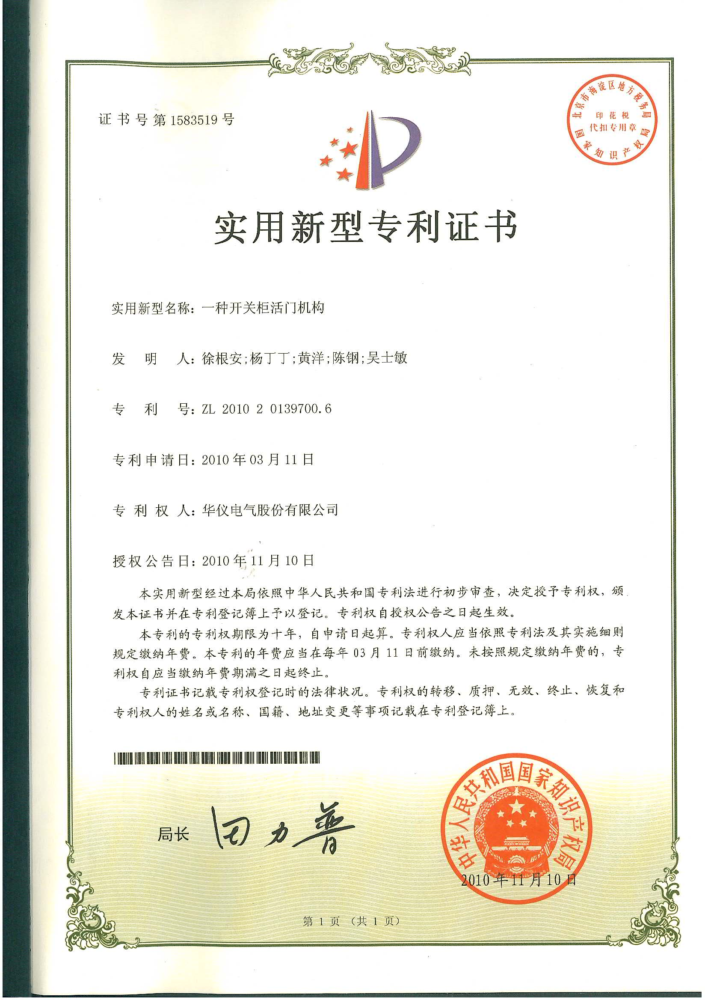 证书号第1583519号
北京市海淀区地方税务局
印花税
代扣专用章
国家知识产权局
实用新型专利证书
实用新型名称：一种开关柜活门机构
发明人：徐根安;杨丁丁;黄洋;陈钢;吴士敏
专利号：ZL 2010 2 0139700.6
专利申请日：2010年03月11日
专利权人：华仪电气股份有限公司
授权公告日：2010年11月10日
本实用新型经过本局依照中华人民共和国专利法进行初步审查，决定授予专利权，颁
发本证书并在专利登记簿上予以登记。专利权自授权公告之日起生效。
本专利的专利权期限为十年，自申请日起算。专利权人应当依照专利法及其实施细则
规定缴纳年费。本专利的年费应当在每年03月11日前缴纳。未按照规定缴纳年费的，专
利权自应当缴纳年费期满之日起终止。
专利证书记载专利权登记时的法律状况。专利权的转移、质押、无效、终止、恢复和
专利权人的姓名或名称、国籍、地址变更等事项记载在专利登记簿上。
局长 田力普
中华人民共和国国家知识产权局
2010年11月10日
第1页（共1页）